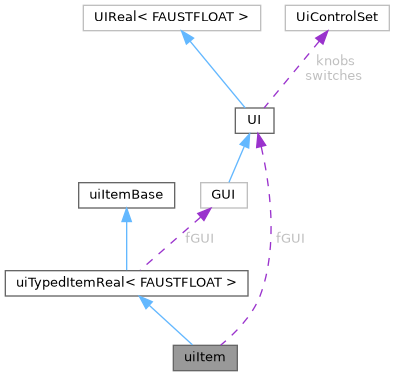 UIReal< FAUSTFLOAT >
UiControlSet
knobs
switches
UI
uiItemBase
GUI
fGUI
fGUI
uiTypedItemReal< FAUSTFLOAT >
uiItem